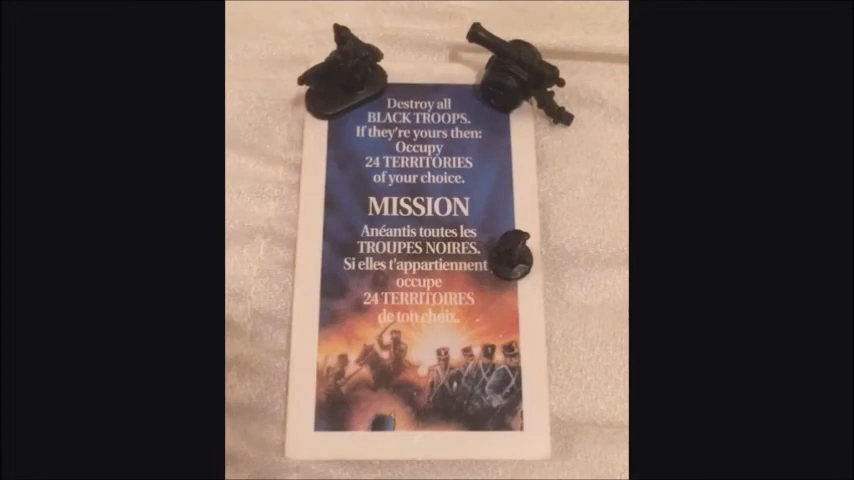 Destroy all
BLACK TROOPS.
If they're yours then:
Occupy
24 TERRITORIES
of your choice.
MISSION
Anéantis toutes les
TROUPES NOIRES.
Si elles t'appartiennent
occupe
24 TERRITOIRES
de ton choix.